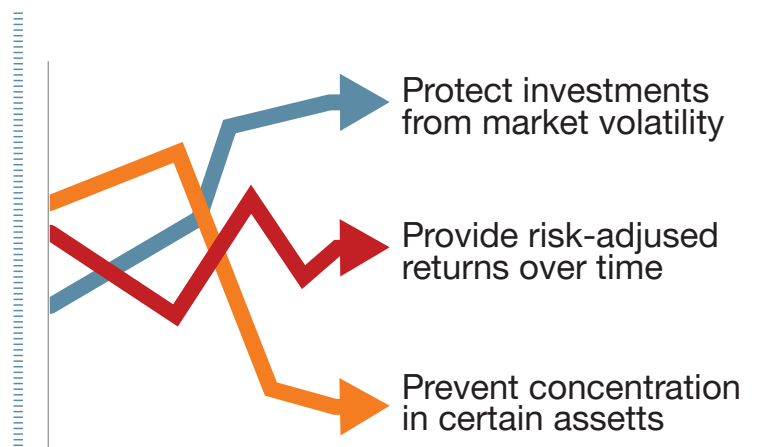 Protect investments
from market volatility
Provide risk-adjused
returns over time
Prevent concentration
in certain assetts